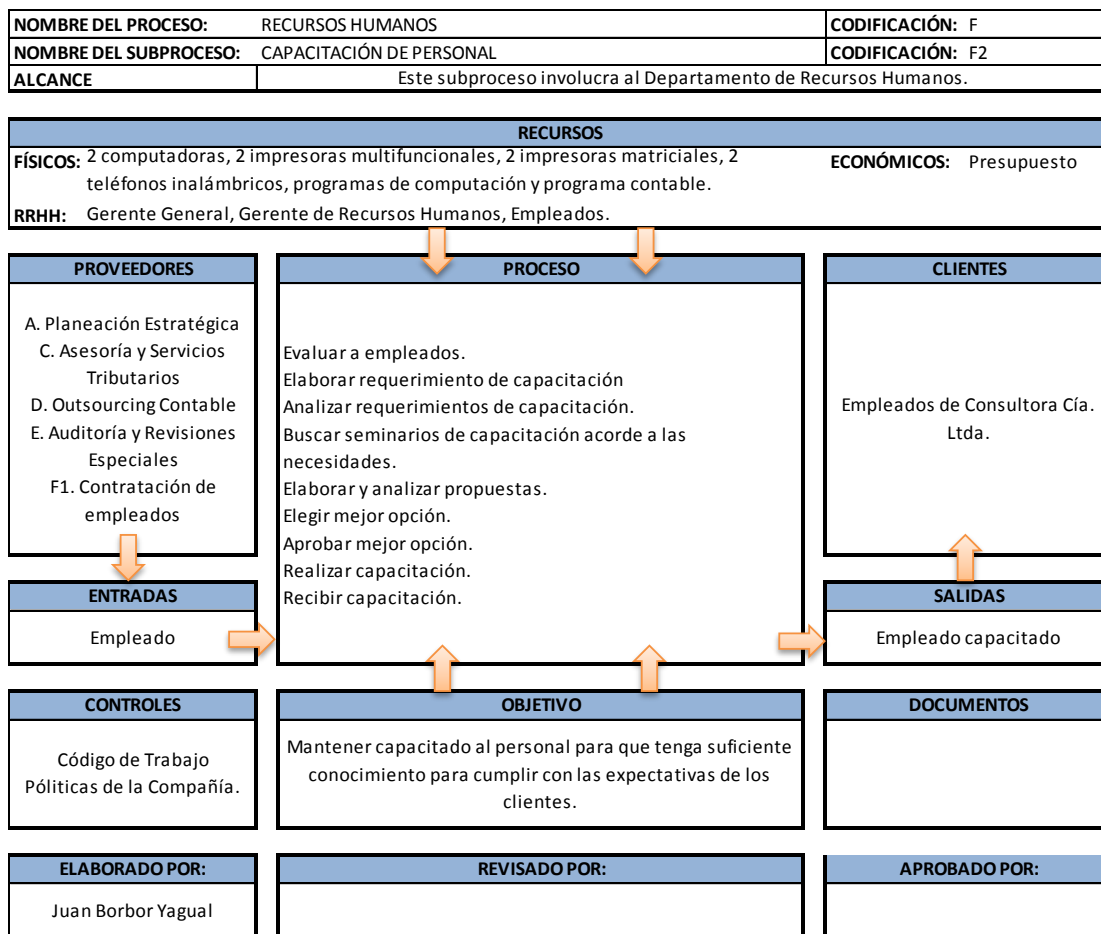 NOMBRE DEL PROCESO: RECURSOS HUMANOS CODIFICACIÓN: F
NOMBRE DEL SUBPROCESO: CAPACITACIÓN DE PERSONAL CODIFICACIÓN: F2
ALCANCE Este subproceso involucra al Departamento de Recursos Humanos.
RECURSOS
FÍSICOS: 2 computadoras, 2 impresoras multifuncionales, 2 impresoras matriciales, 2
teléfonos inalámbricos, programas de computación y programa contable.
ECONÓMICOS: Presupuesto
RRHH: Gerente General, Gerente de Recursos Humanos, Empleados.
PROVEEDORES
A. Planeación Estratégica
C. Asesoría y Servicios
Tributarios
D. Outsourcing Contable
E. Auditoría y Revisiones
Especiales
F1. Contratación de
empleados
ENTRADAS
Empleado
PROCESO
Evaluar a empleados.
Elaborar requerimiento de capacitación
Analizar requerimientos de capacitación.
Buscar seminarios de capacitación acorde a las
necesidades.
Elaborar y analizar propuestas.
Elegir mejor opción.
Aprobar mejor opción.
Realizar capacitación.
Recibir capacitación.
CLIENTES
Empleados de Consultora Cía.
Ltda.
SALIDAS
Empleado capacitado
CONTROLES
Código de Trabajo
Póliticas de la Compañía.
OBJETIVO
Mantener capacitado al personal para que tenga suficiente
conocimiento para cumplir con las expectativas de los
clientes.
DOCUMENTOS
ELABORADO POR:
Juan Borbor Yagual
REVISADO POR:
APROBADO POR: